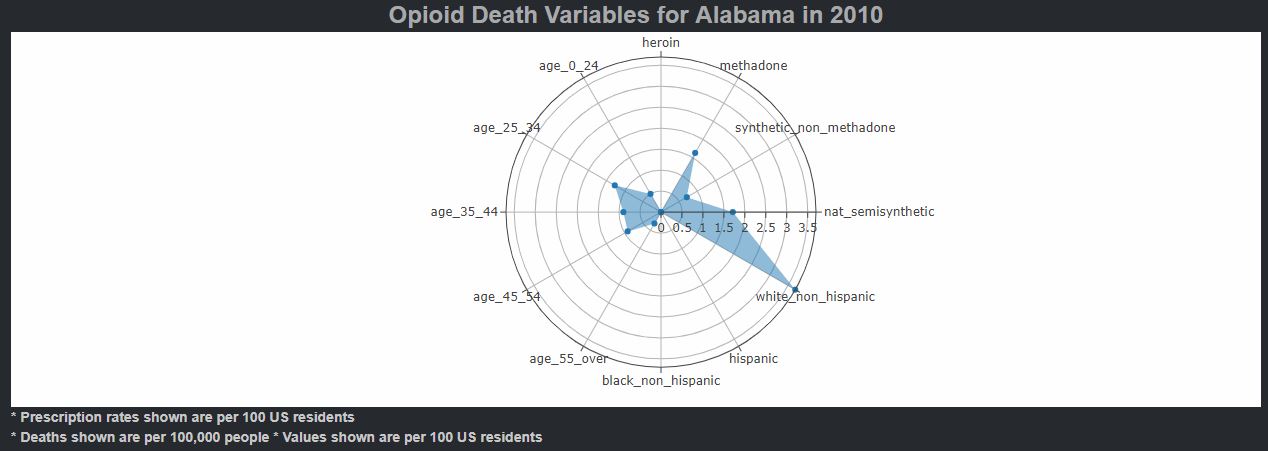 Opioid Death Variables for Alabama in 2010
heroin
age_0_24
methadone
age_25_34
synthetic_non_methadone
age_35_44
nat_semisynthetic
0 0.5 1 1.5 2 2.5 3 3.5
age_45_54
white_non_hispanic
age_55_over
hispanic
black_non_hispanic
* Prescription rates shown are per 100 US residents
* Deaths shown are per 100,000 people * Values shown are per 100 US residents